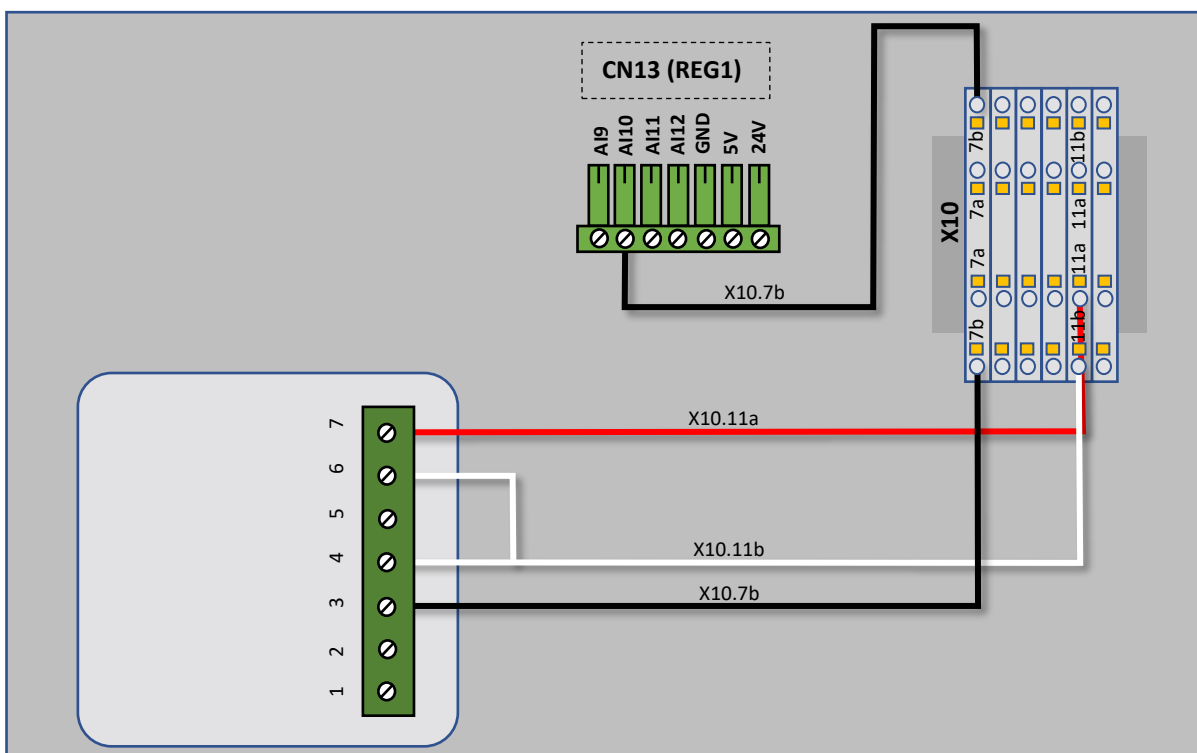 CN13 (REG1)
AI9
AI10
AI11
AI12
GND
5V
24V
X10
7b
7a
7a
7b
11b
11a
11a
11b
X10.7b
X10.11a
X10.11b
X10.7b
7
6
5
4
3
2
1